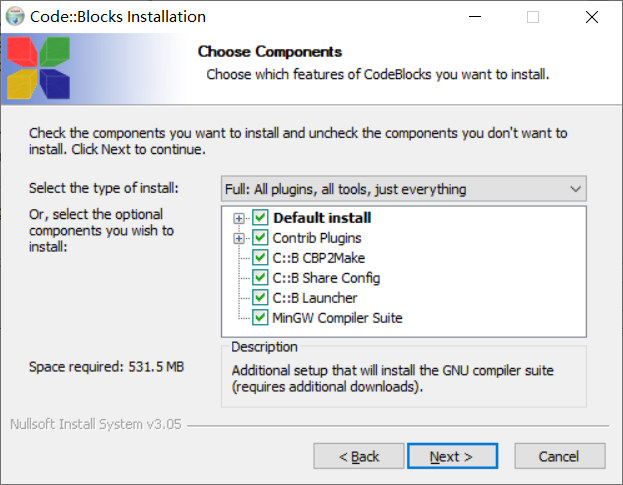 Code::Blocks Installation
Choose Components
Choose which features of CodeBlocks you want to install.
Check the components you want to install and uncheck the components you don't want to
install. Click Next to continue.
Select the type of install:
Full: All plugins, all tools, just everything
Or, select the optional
components you wish to
install:
Default install
Contrib Plugins
C::B CBP2Make
C::B Share Config
C::B Launcher
MinGW Compiler Suite
Space required: 531.5 MB
Description
Additional setup that will install the GNU compiler suite
(requires additional downloads).
Nullsoft Install System v3.05
< Back
Next >
Cancel